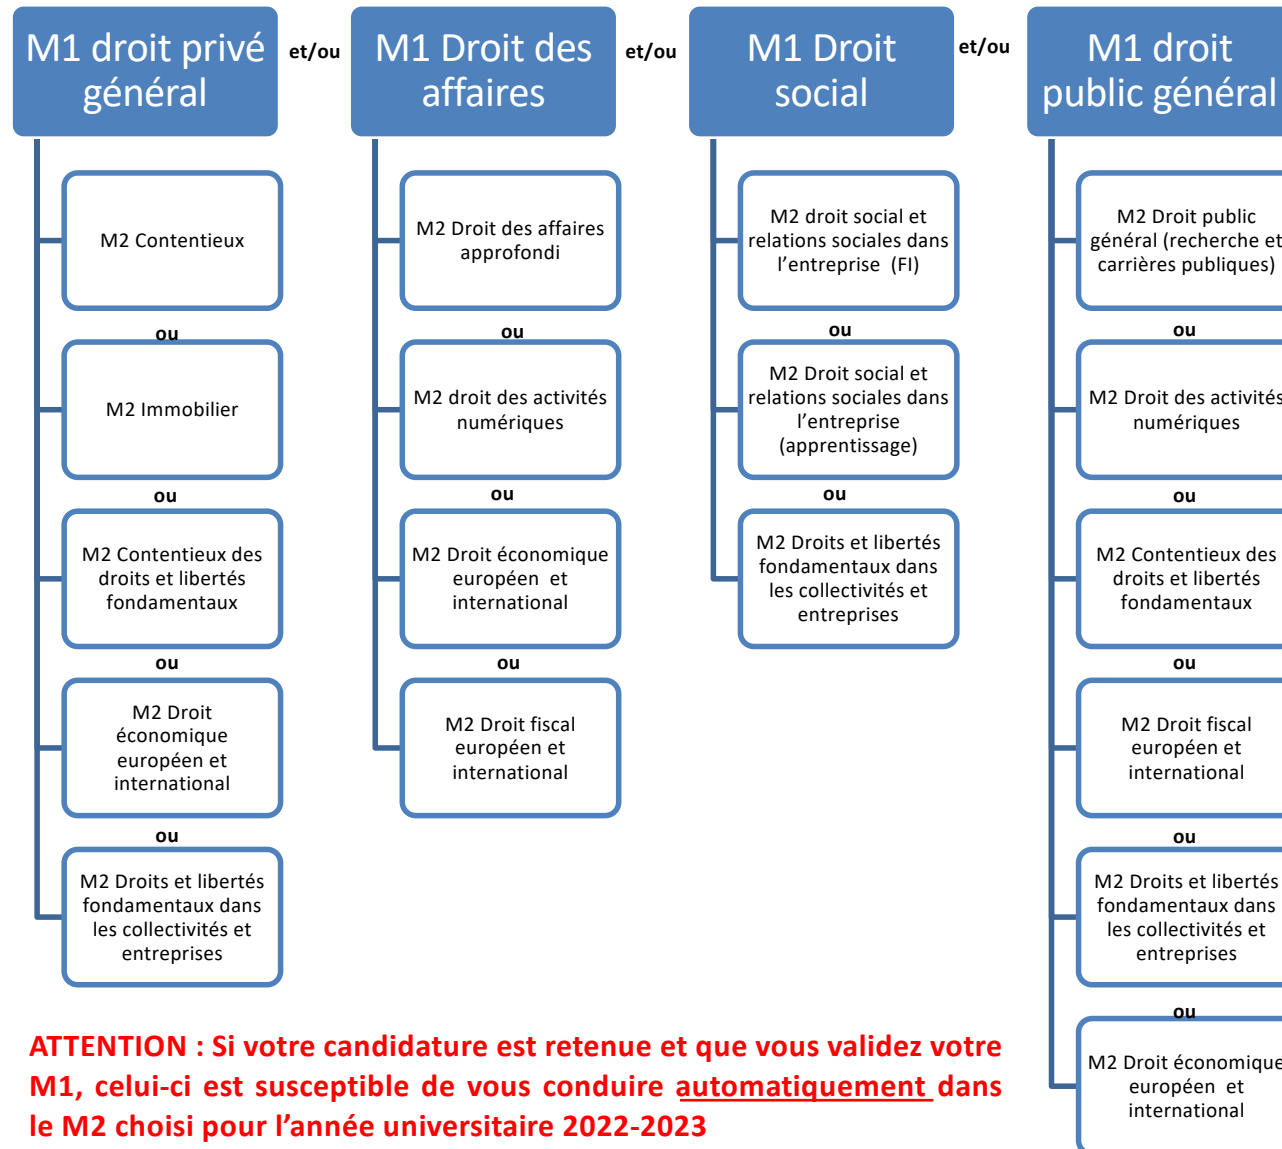 M1 droit privé
général
et/ou
M1 Droit des
affaires
et/ou
M1 Droit
social
et/ou
M1 droit
public général
M2 Contentieux
ou
M2 Immobilier
ou
M2 Contentieux des
droits et libertés
fondamentaux
ou
M2 Droit
économique
européen et
international
ou
M2 Droits et libertés
fondamentaux dans
les collectivités et
entreprises
M2 Droit des affaires
approfondi
ou
M2 droit des activités
numériques
ou
M2 Droit économique
européen et
international
ou
M2 Droit fiscal
européen et
international
M2 droit social et
relations sociales dans
l’entreprise (FI)
ou
M2 Droit social et
relations sociales dans
l’entreprise
(apprentissage)
ou
M2 Droits et libertés
fondamentaux dans
les collectivités et
entreprises
M2 Droit public
général (recherche et
carrières publiques)
ou
M2 Droit des activités
numériques
ou
M2 Contentieux des
droits et libertés
fondamentaux
ou
M2 Droit fiscal
européen et
international
ou
M2 Droits et libertés
fondamentaux dans
les collectivités et
entreprises
ou
M2 Droit économique
européen et
international
ATTENTION : Si votre candidature est retenue et que vous validez votre
M1, celui-ci est susceptible de vous conduire automatiquement dans
le M2 choisi pour l’année universitaire 2022-2023